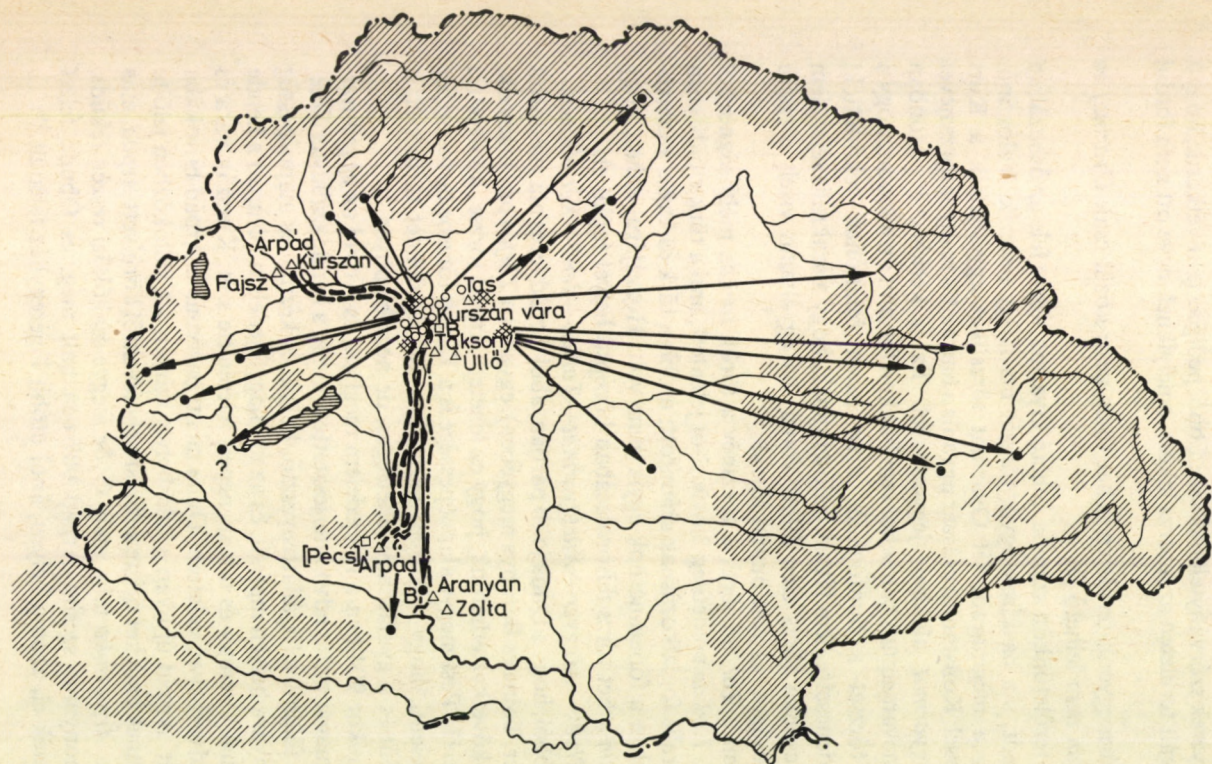 Árpád
Kurszán
Fajsz
Tas
Kurszán vára
B.
Taksony
Üllő
?
[Pécs]
Árpád
B.
Aranyán
Zolta